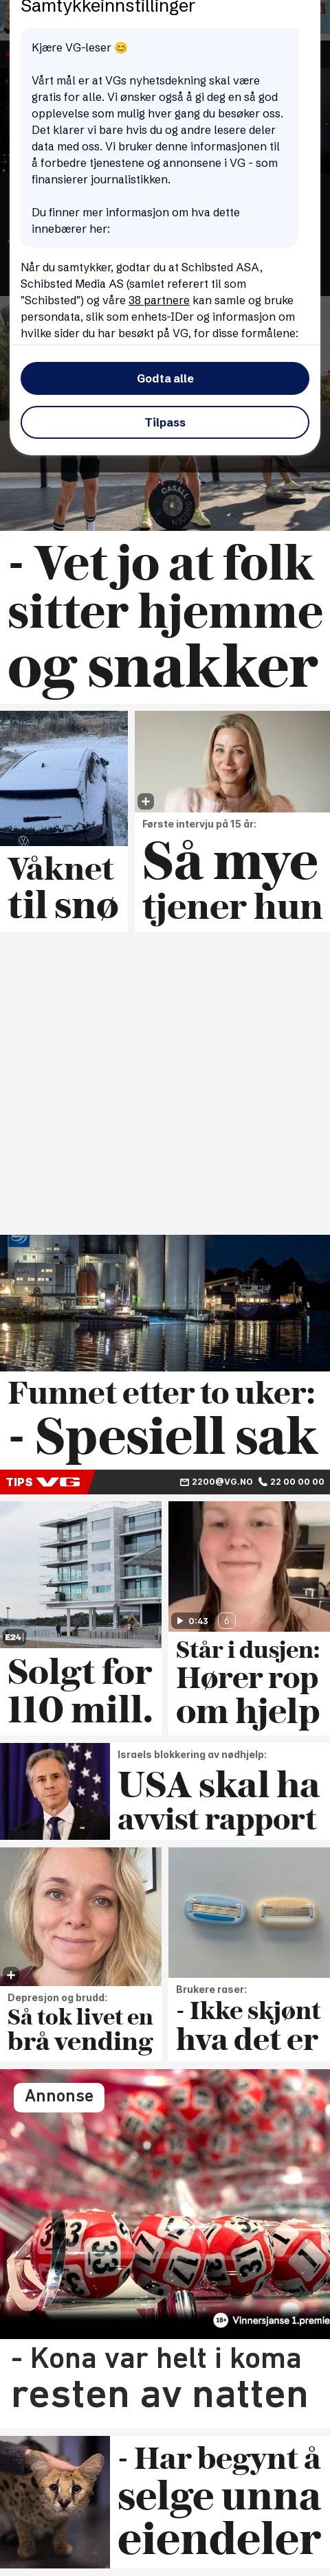 Samtykkeinnstillinger
Kjære VG-leser 😊
Vårt mål er at VGs nyhetsdekning skal være
gratis for alle. Vi ønsker også å gi deg en så god
opplevelse som mulig hver gang du besøker oss.
Det klarer vi bare hvis du og andre lesere deler
data med oss. Vi bruker denne informasjonen til
å forbedre tjenestene og annonsene i VG - som
finansierer journalistikken.
Du finner mer informasjon om hva dette
innebærer her:
Når du samtykker, godtar du at Schibsted ASA,
Schibsted Media AS (samlet referert til som
"Schibsted") og våre 38 partnere kan samle og bruke
persondata, slik som enhets-IDer og informasjon om
hvilke sider du har besøkt på VG, for disse formålene:
Godta alle
Tilpass
CASALL
- Vet jo at folk
sitter hjemme
og snakker
Våknet
til snø
Første intervju på 15 år:
Så mye
tjener hun
Funnet etter to uker:
- Spesiell sak
TIPS VG 2200@VG.NO 22 00 00 00
E24
Solgt for
110 mill.
0:43 6
Står i dusjen:
Hører rop
om hjelp
Israels blokkering av nødhjelp:
USA skal ha
avvist rapport
Depresjon og brudd:
Så tok livet en
brå vending
Brukere raser:
- Ikke skjønt
hva det er
Annonse
33 17 31 1
18+ Vinnersjanse 1.premie
- Kona var helt i koma
resten av natten
- Har begynt å
selge unna
eiendeler